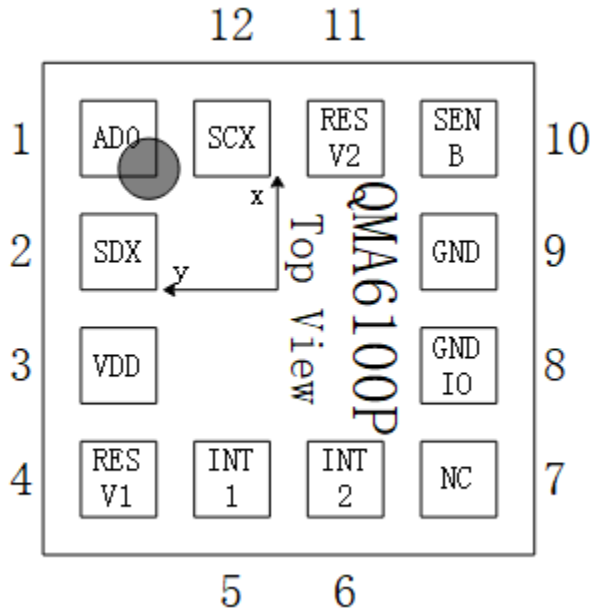 12 11
1 AD0 SCX RES V2 SEN B 10
x
2 SDX y GND 9
Top View
QMA6100P
3 VDD GND IO 8
4 RES V1 INT 1 INT 2 NC 7
5 6